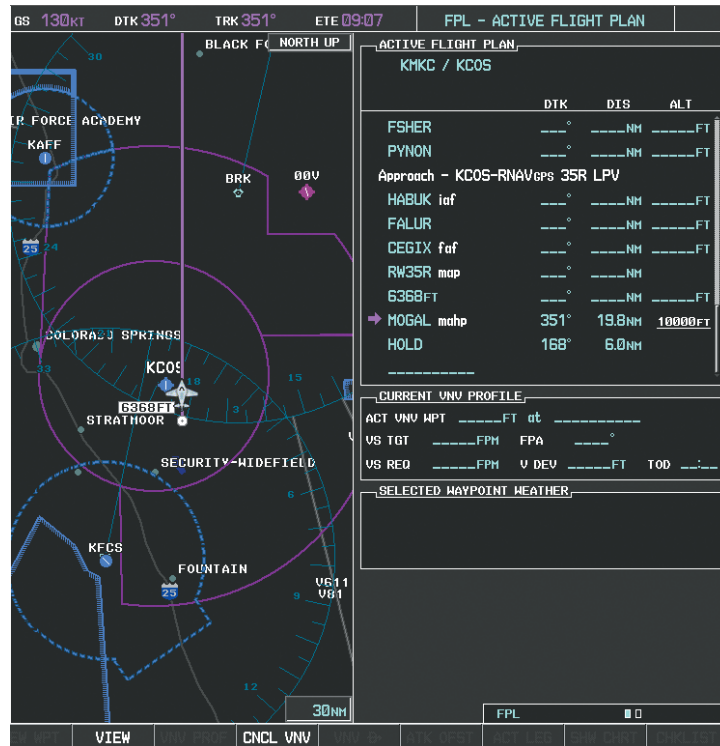 GS 130KT DTK 351° TRK 351° ETE 09:07 FPL - ACTIVE FLIGHT PLAN
BLACK FO NORTH UP
30
IR FORCE ACADEMY
KAFF
BRK
00V
25
24
COLORADO SPRINGS
33
KCOS
18
15
3
6368FT
STRATMOOR
SECURITY-WIDEFIELD
6
KFCS
FOUNTAIN
25
V611
V81
9
12
30NM
ACTIVE FLIGHT PLAN
KMKC / KCOS
DTK DIS ALT
FSHER ___° ____NM _____FT
PYNON ___° ____NM _____FT
Approach - KCOS-RNAVGPS 35R LPV
HABUK iaf ___° ____NM _____FT
FALUR ___° ____NM _____FT
CEGIX faf ___° ____NM _____FT
RW35R map ___° ____NM
6368FT ____NM _____FT
MOGAL mahp 351° 19.8NM 10000FT
HOLD 168° 6.0NM
__________
CURRENT VNV PROFILE
ACT VNV WPT _____FT at __________
VS TGT _____FPM FPA ____°
VS REQ _____FPM V DEV _____FT TOD __:__
SELECTED WAYPOINT WEATHER
FPL
EW WPT VIEW VNV PROF CNCL VNV VNV D→ ATK OFST ACT LEG SHW CHRT CHKLIST